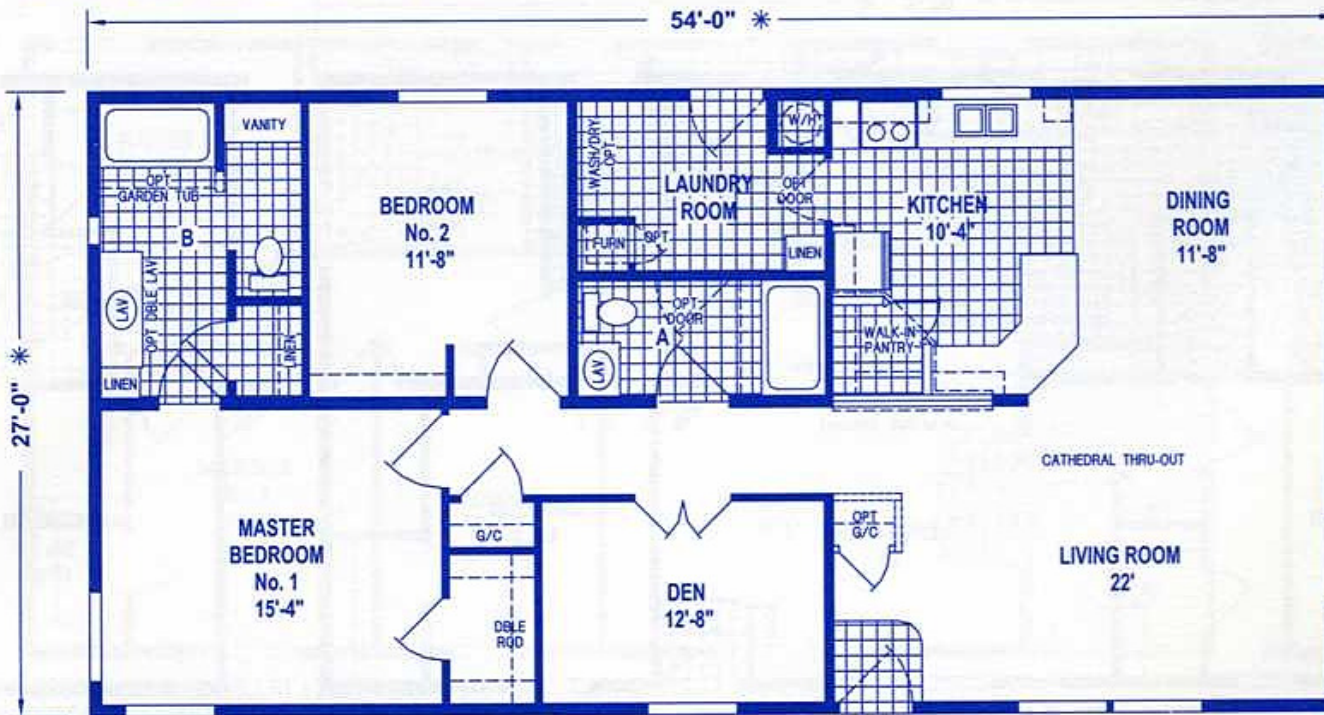 54'-0" *
27'-0" *
VANITY
OPT
GARDEN TUB
B
LAV
OPT DBLE LAV
LINEN
LINEN
BEDROOM
No. 2
11'-8"
WASH/DRY
OPT
LAUNDRY
ROOM
W/H
OPT
DOOR
FURN
OPT
LINEN
KITCHEN
10'-4"
DINING
ROOM
11'-8"
OPT
DOOR
A
LAV
WALK-IN
PANTRY
CATHEDRAL THRU-OUT
MASTER
BEDROOM
No. 1
15'-4"
G/C
DBLE
ROD
DEN
12'-8"
OPT
G/C
LIVING ROOM
22'